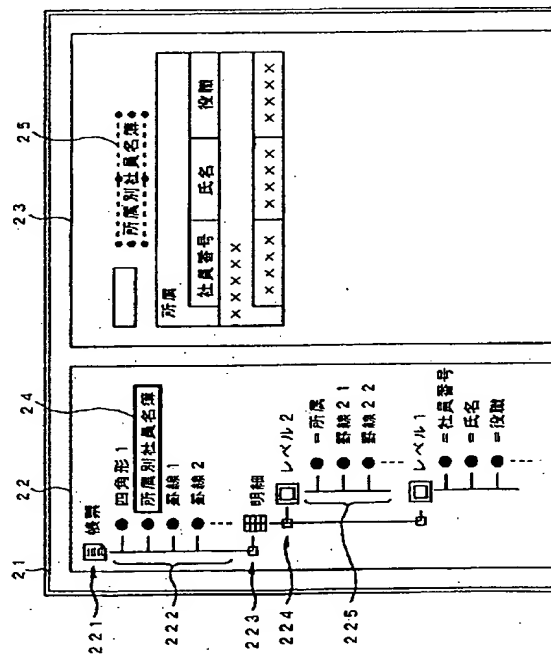 21
22
23
24
25
221
帳票
四角形1
所属別社員名簿
罫線1
罫線2
222
223
明細
224
レベル2
=所属
罫線21
罫線22
225
レベル1
=社員番号
=氏名
=役職
所属別社員名簿
所属
社員番号 氏名 役職
×××××
×××× ×××× ××××